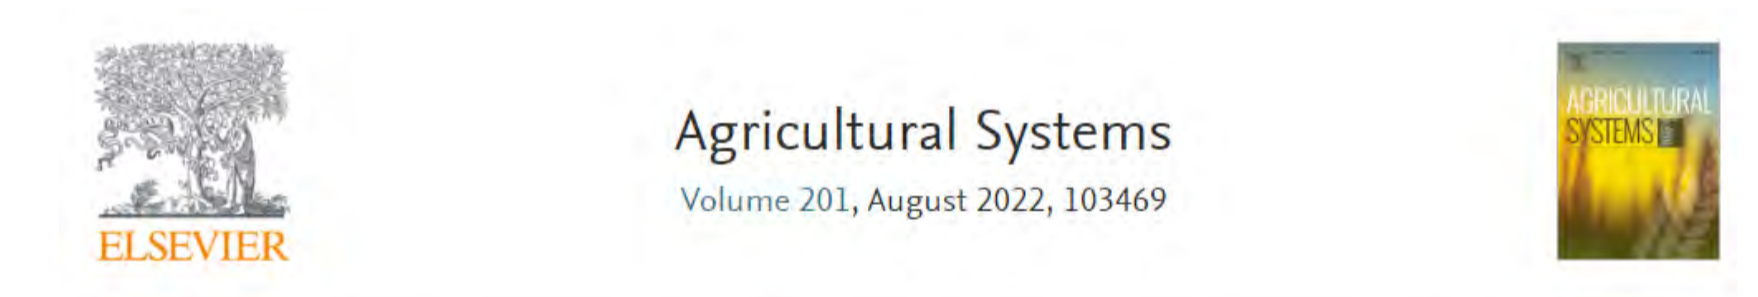 ELSEVIER
Agricultural Systems
Volume 201, August 2022, 103469
AGRICULTURAL
SYSTEMS